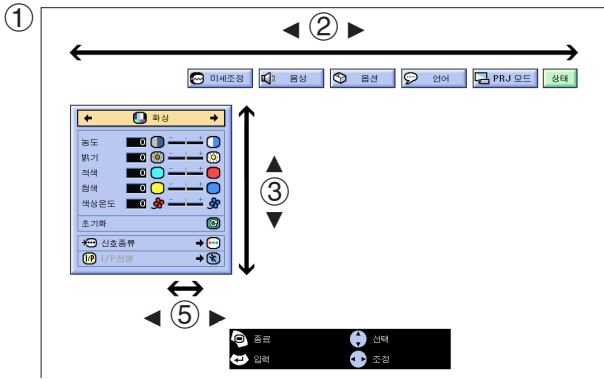 ①
◀ ② ▶
미세조정 음성 옵션 언어 PRJ 모드 상태
화상
농도 0
밝기 0
적색 0
청색 0
색상온도 0
초기화
신호종류
I/P I/P전환
▲
③
▼
◀ ⑤ ▶
종료 선택
입력 조정